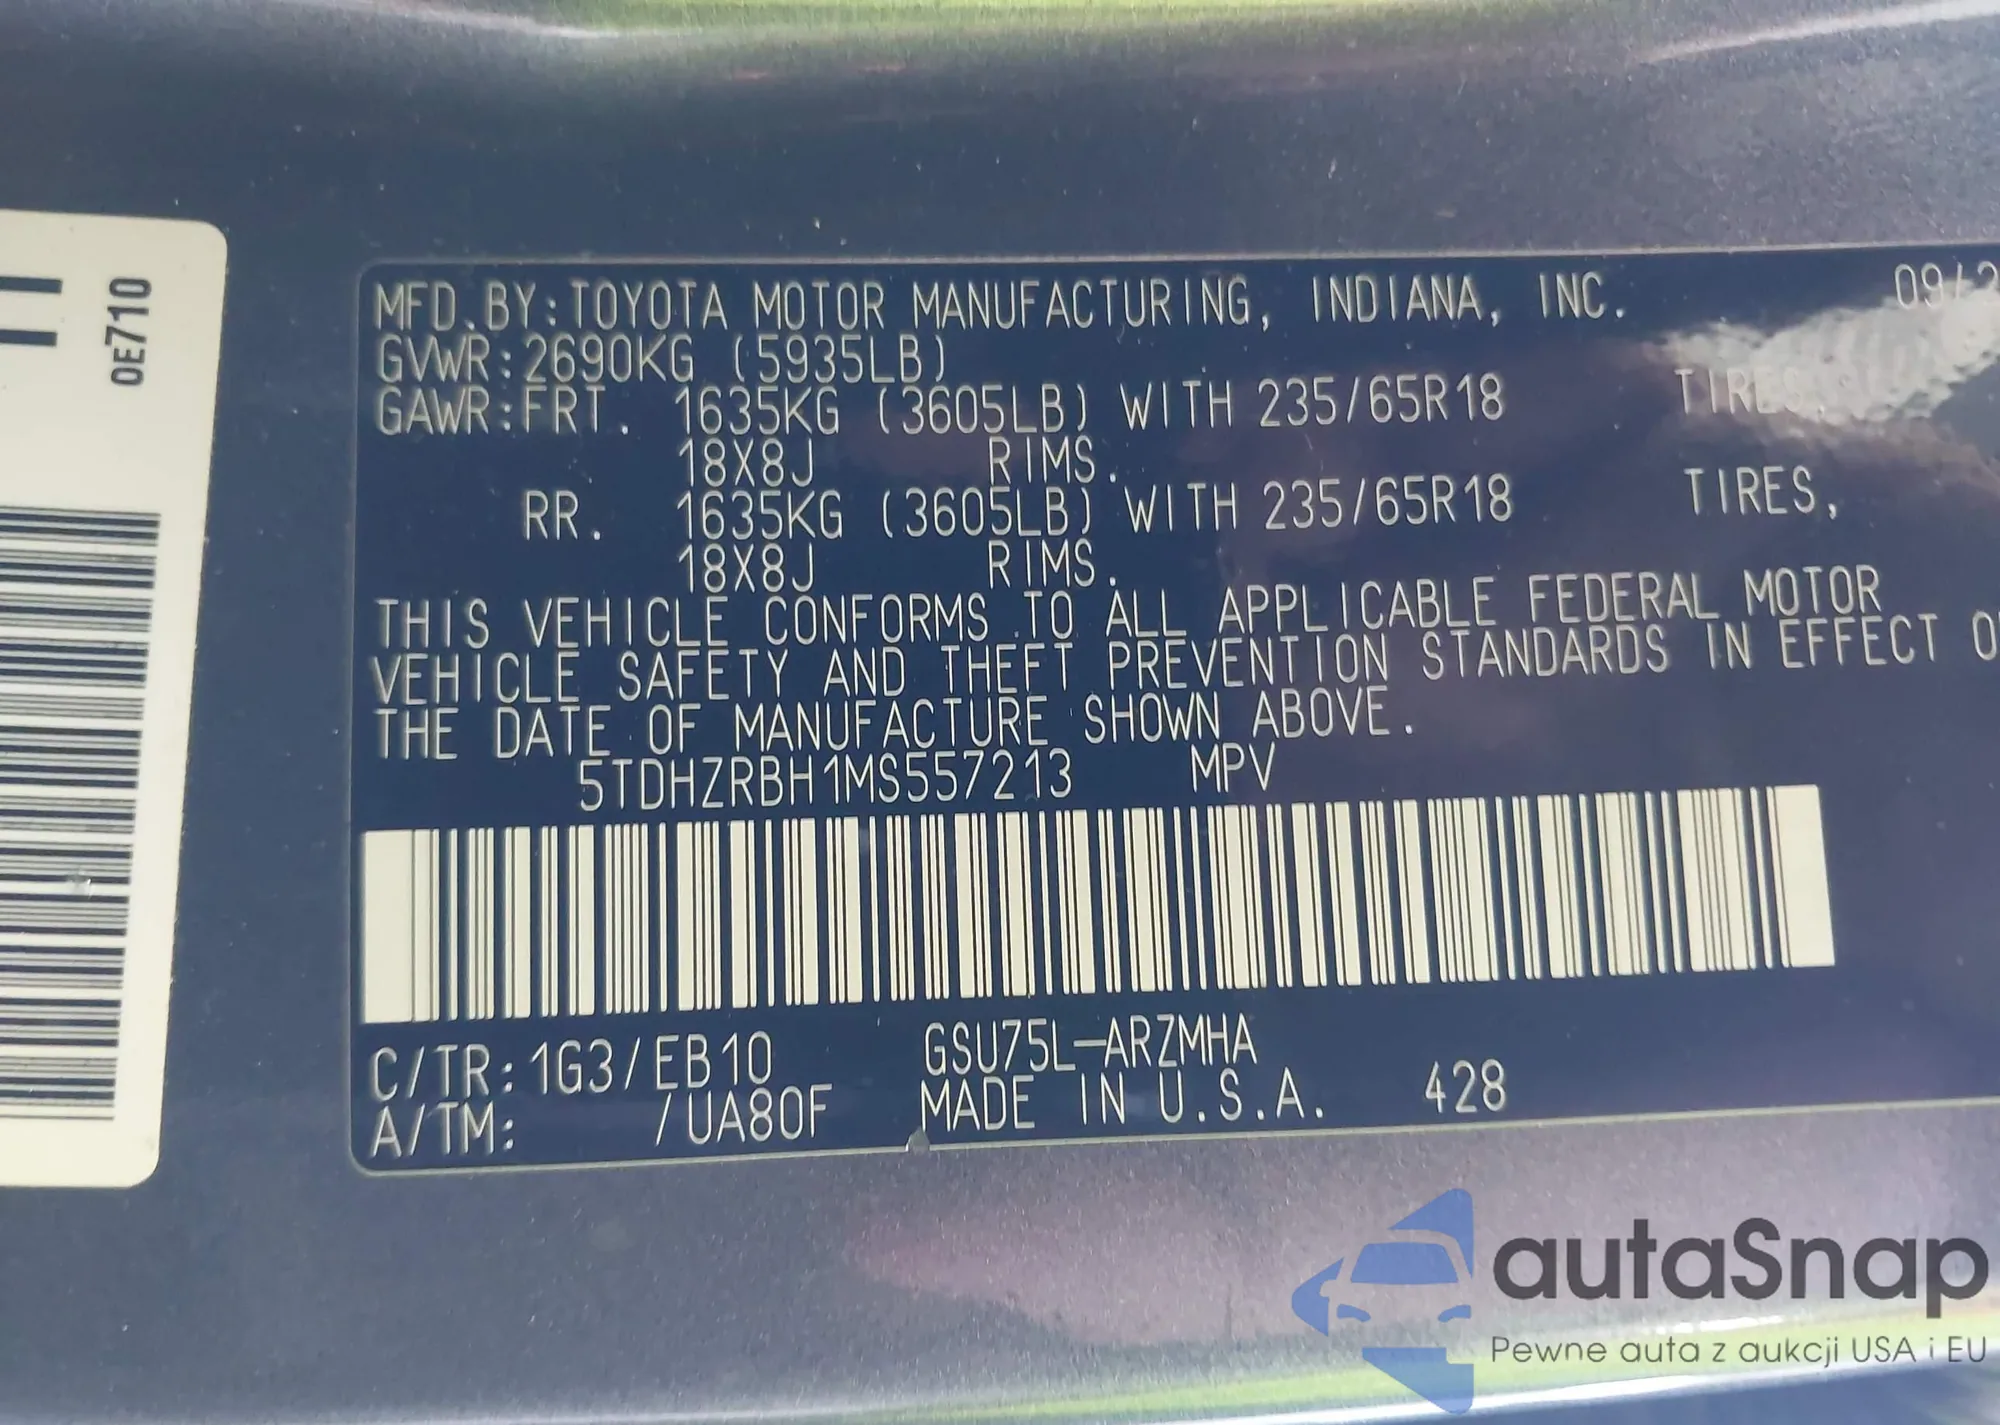 0E710
MFD.BY:TOYOTA MOTOR MANUFACTURING, INDIANA, INC. 09/2
GVWR:2690KG (5935LB)
GAWR:FRT. 1635KG (3605LB) WITH 235/65R18 TIRES,
18X8J RIMS.
RR. 1635KG (3605LB) WITH 235/65R18 TIRES,
18X8J RIMS.
THIS VEHICLE CONFORMS TO ALL APPLICABLE FEDERAL MOTOR
VEHICLE SAFETY AND THEFT PREVENTION STANDARDS IN EFFECT
THE DATE OF MANUFACTURE SHOWN ABOVE.
5TDHZRBH1MS557213 MPV
C/TR:1G3/EB10 GSU75L-ARZMHA
A/TM: /UA80F MADE IN U.S.A. 428
autaSnap
Pewne auta z aukcji USA i EU